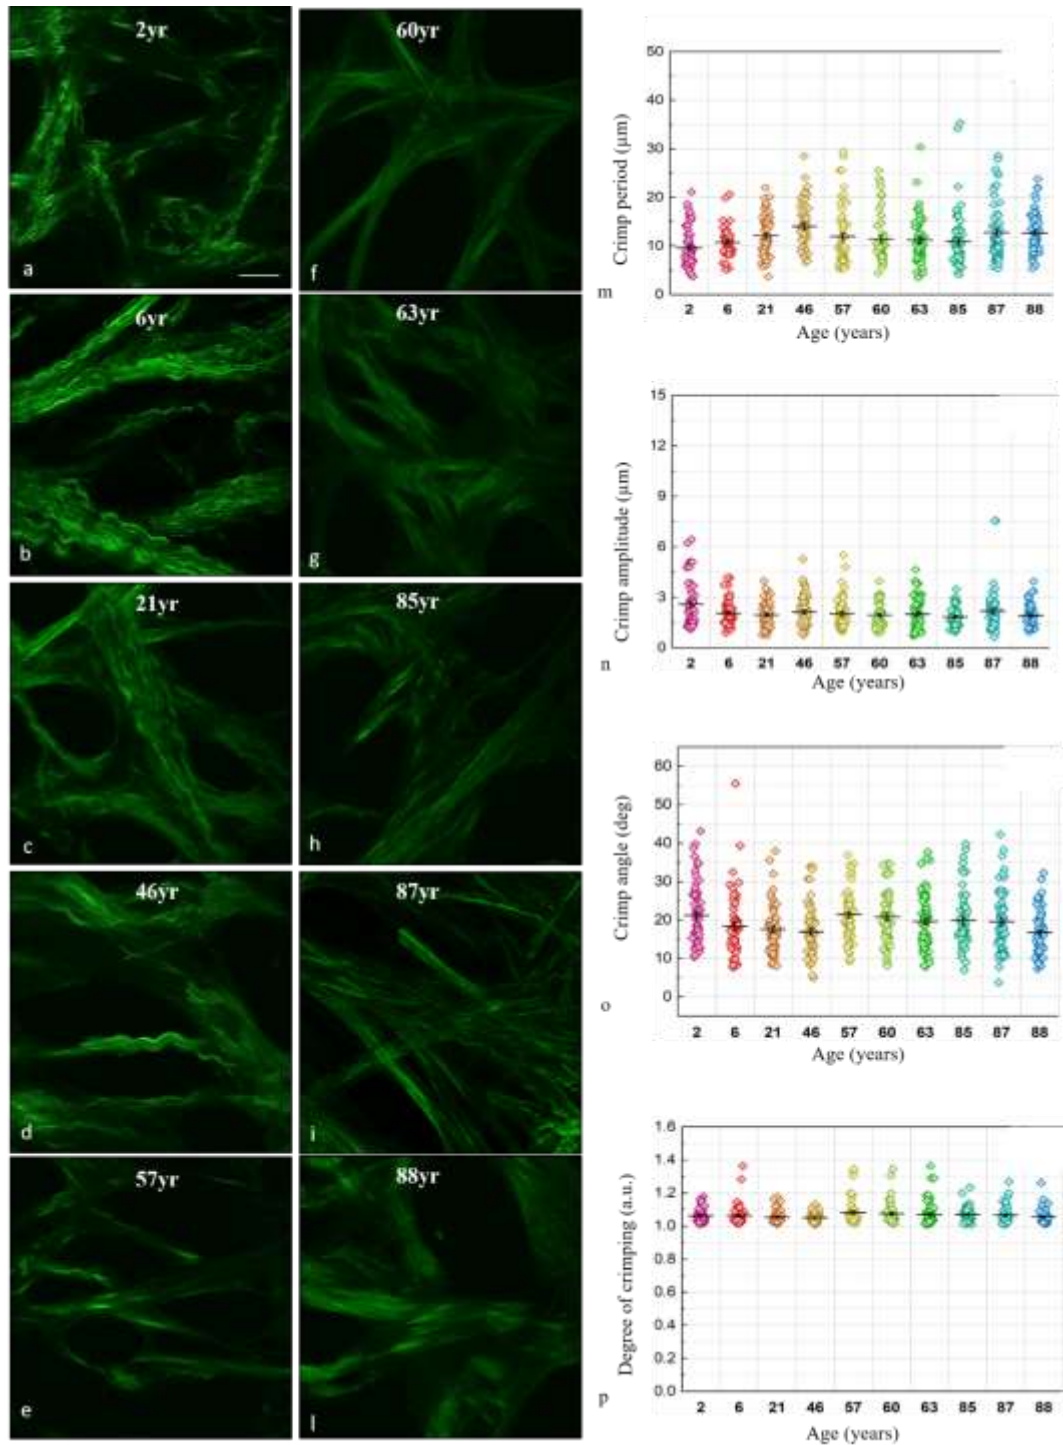 2yr
a
6yr
b
21yr
c
46yr
d
57yr
e
60yr
f
63yr
g
85yr
h
87yr
i
88yr
l
50
40
30
20
10
0
Crimp period (μm)
m
2 6 21 46 57 60 63 85 87 88
Age (years)
15
12
9
6
3
0
Crimp amplitude (μm)
n
2 6 21 46 57 60 63 85 87 88
Age (years)
60
50
40
30
20
10
0
Crimp angle (deg)
o
2 6 21 46 57 60 63 85 87 88
Age (years)
1.6
1.4
1.2
1.0
0.8
0.6
0.4
0.2
0.0
Degree of crimping (a.u.)
p
2 6 21 46 57 60 63 85 87 88
Age (years)